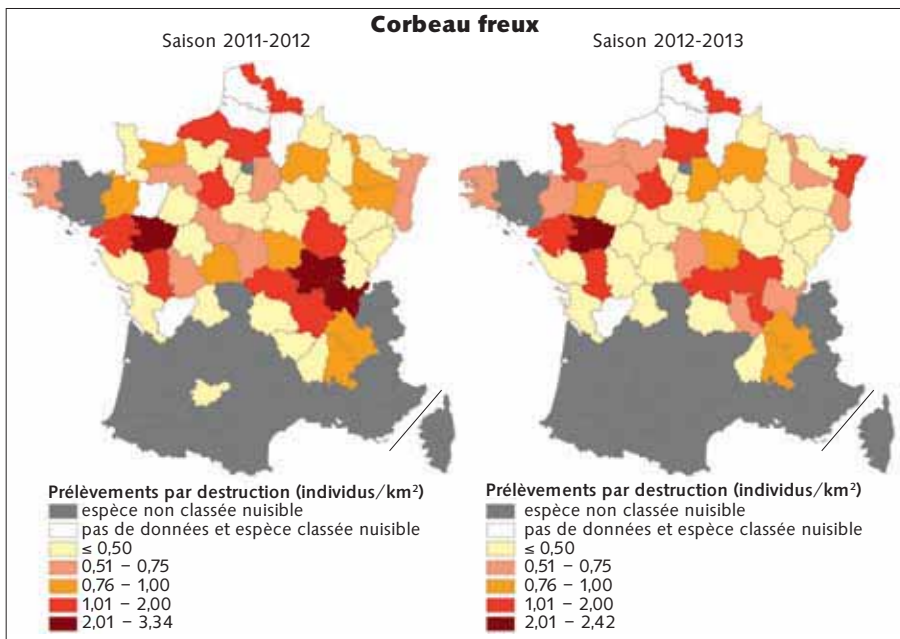 Corbeau freux
Saison 2011-2012
Saison 2012-2013
Prélèvements par destruction (individus/km²)
espèce non classée nuisible
pas de données et espèce classée nuisible
≤ 0,50
0,51 – 0,75
0,76 – 1,00
1,01 – 2,00
2,01 – 3,34
Prélèvements par destruction (individus/km²)
espèce non classée nuisible
pas de données et espèce classée nuisible
≤ 0,50
0,51 – 0,75
0,76 – 1,00
1,01 – 2,00
2,01 – 2,42